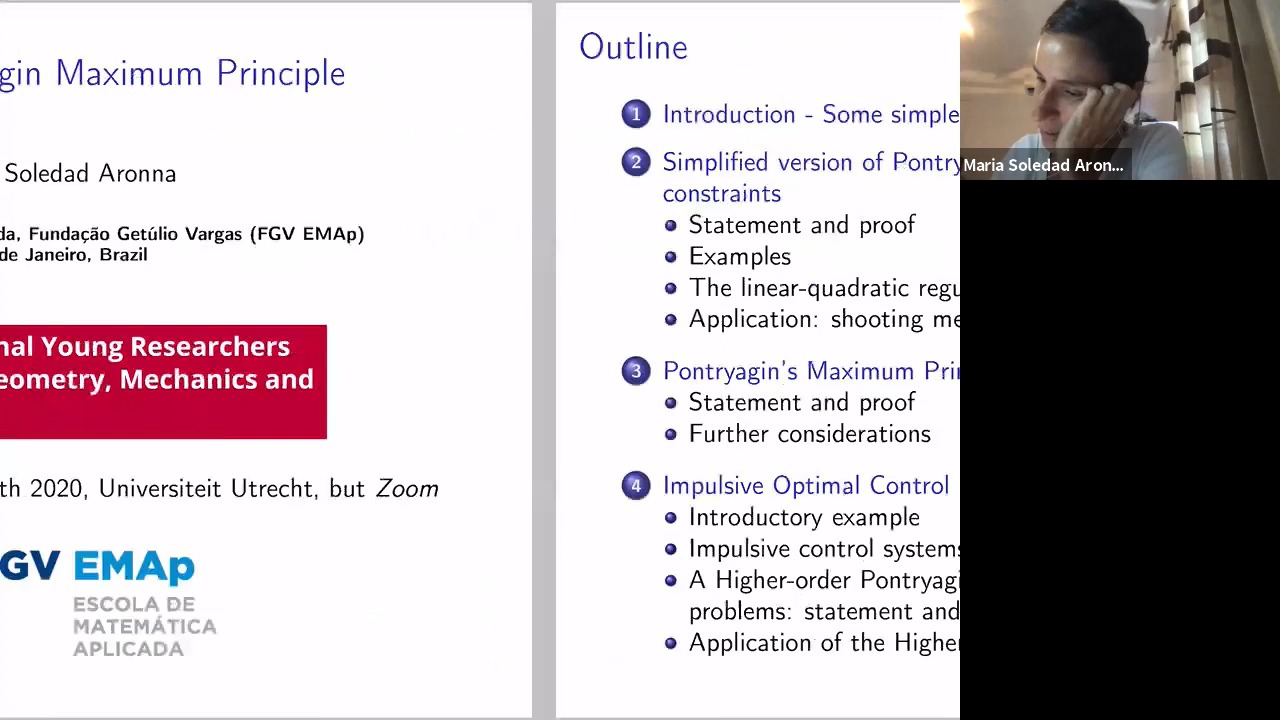 gin Maximum Principle
Soledad Aronna
da, Fundação Getúlio Vargas (FGV EMAp)
de Janeiro, Brazil
nal Young Researchers
eometry, Mechanics and
th 2020, Universiteit Utrecht, but Zoom
GV EMAp
ESCOLA DE
MATEMÁTICA
APLICADA
Outline
1 Introduction - Some simple
2 Simplified version of Pontry
constraints
Statement and proof
Examples
The linear-quadratic regu
Application: shooting me
3 Pontryagin's Maximum Prin
Statement and proof
Further considerations
4 Impulsive Optimal Control
Introductory example
Impulsive control systems
A Higher-order Pontryagi
problems: statement and
Application of the Higher
Maria Soledad Aron...